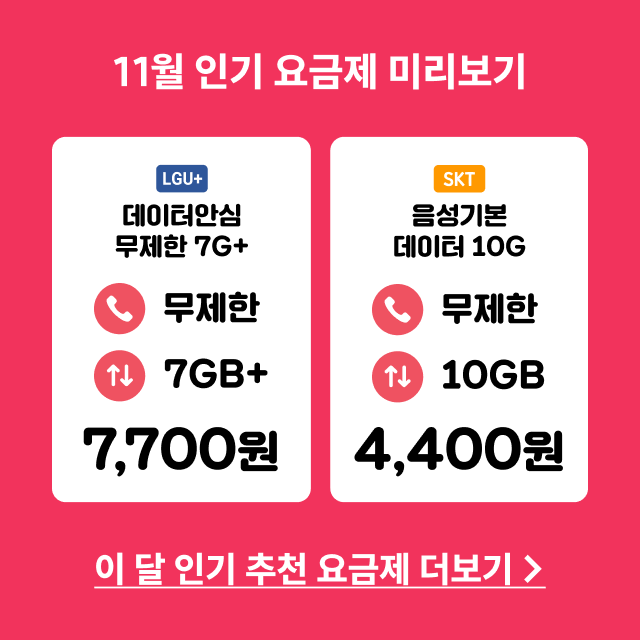 11월 인기 요금제 미리보기
LGU+
데이터안심
무제한 7G+
무제한
7GB+
7,700원
SKT
음성기본
데이터 10G
무제한
10GB
4,400원
이 달 인기 추천 요금제 더보기 >